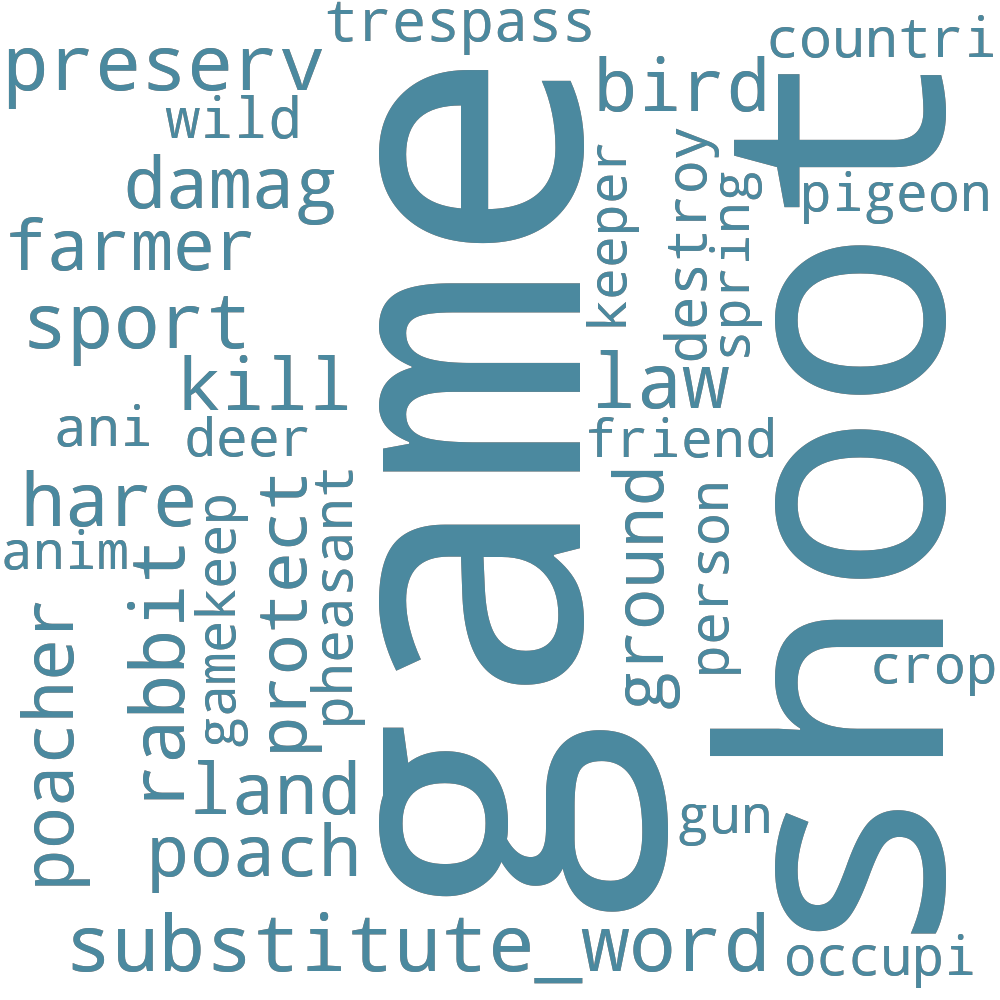 trespass
countri
preserv
bird
wild
damag
keeper
destroy
spring
pigeon
farmer
sport
kill
law
ani
deer
friend
game
shoot
hare
anim
rabbit
gamekeep
protect
pheasant
ground
person
crop
poacher
land
gun
poach
substitute_word
occupi